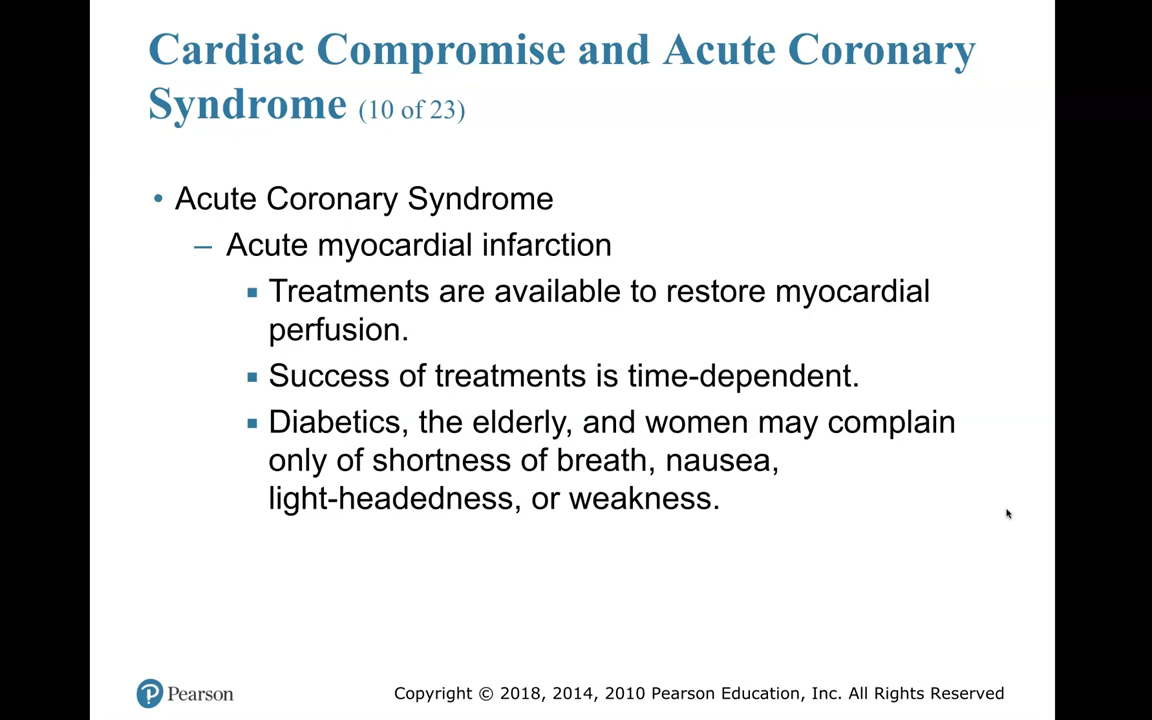 Cardiac Compromise and Acute Coronary
Syndrome (10 of 23)
• Acute Coronary Syndrome
– Acute myocardial infarction
▪ Treatments are available to restore myocardial
perfusion.
▪ Success of treatments is time-dependent.
▪ Diabetics, the elderly, and women may complain
only of shortness of breath, nausea,
light-headedness, or weakness.
Pearson
Copyright © 2018, 2014, 2010 Pearson Education, Inc. All Rights Reserved